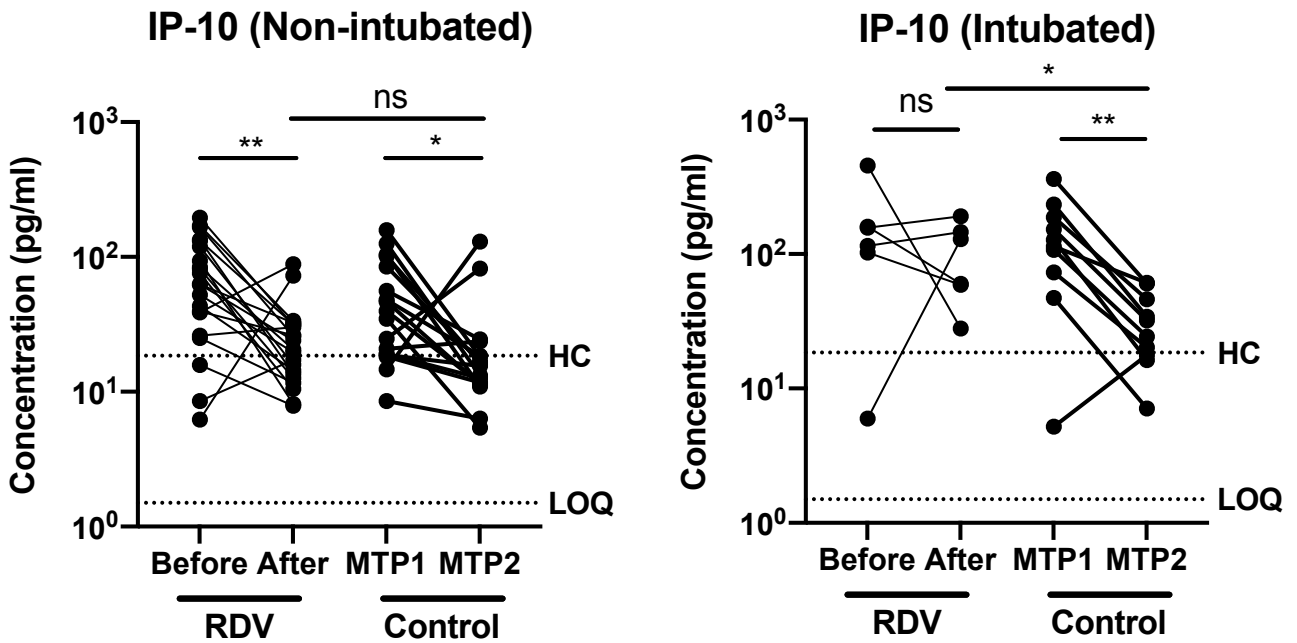 IP-10 (Non-intubated)
ns
**
*
Concentration (pg/ml)
10³
10²
10¹
10⁰
HC
LOQ
Before After MTP1 MTP2
RDV Control
IP-10 (Intubated)
*
ns
**
Concentration (pg/ml)
10³
10²
10¹
10⁰
HC
LOQ
Before After MTP1 MTP2
RDV Control